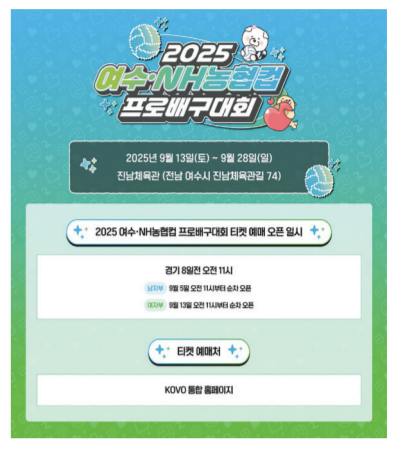 2025
여수·NH농협컵
프로배구대회
2025년 9월 13일(토) ~ 9월 28일(일)
진남체육관 (전남 여수시 진남체육관길 74)
2025 여수·NH농협컵 프로배구대회 티켓 예매 오픈 일시
경기 8일전 오전 11시
남자부 9월 5일 오전 11시부터 순차 오픈
여자부 9월 13일 오전 11시부터 순차 오픈
티켓 예매처
KOVO 통합 홈페이지